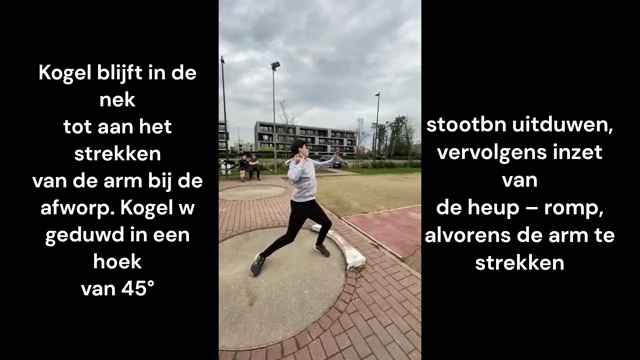 Kogel blijft in de
nek
tot aan het
strekken
van de arm bij de
afworp. Kogel w
geduwd in een
hoek
van 45°
stootbn uitduwen,
vervolgens inzet
van
de heup – romp,
alvorens de arm te
strekken